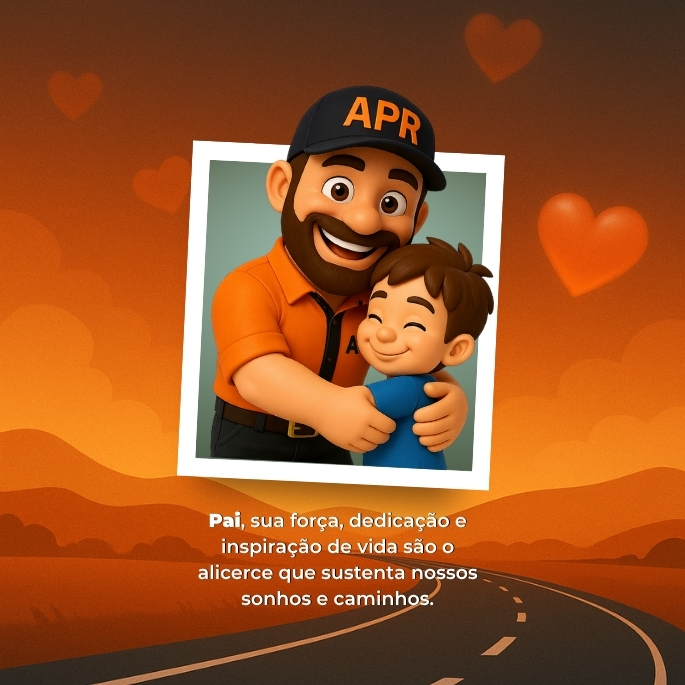 APR
A
Pai, sua força, dedicação e
inspiração de vida são o
alicerce que sustenta nossos
sonhos e caminhos.